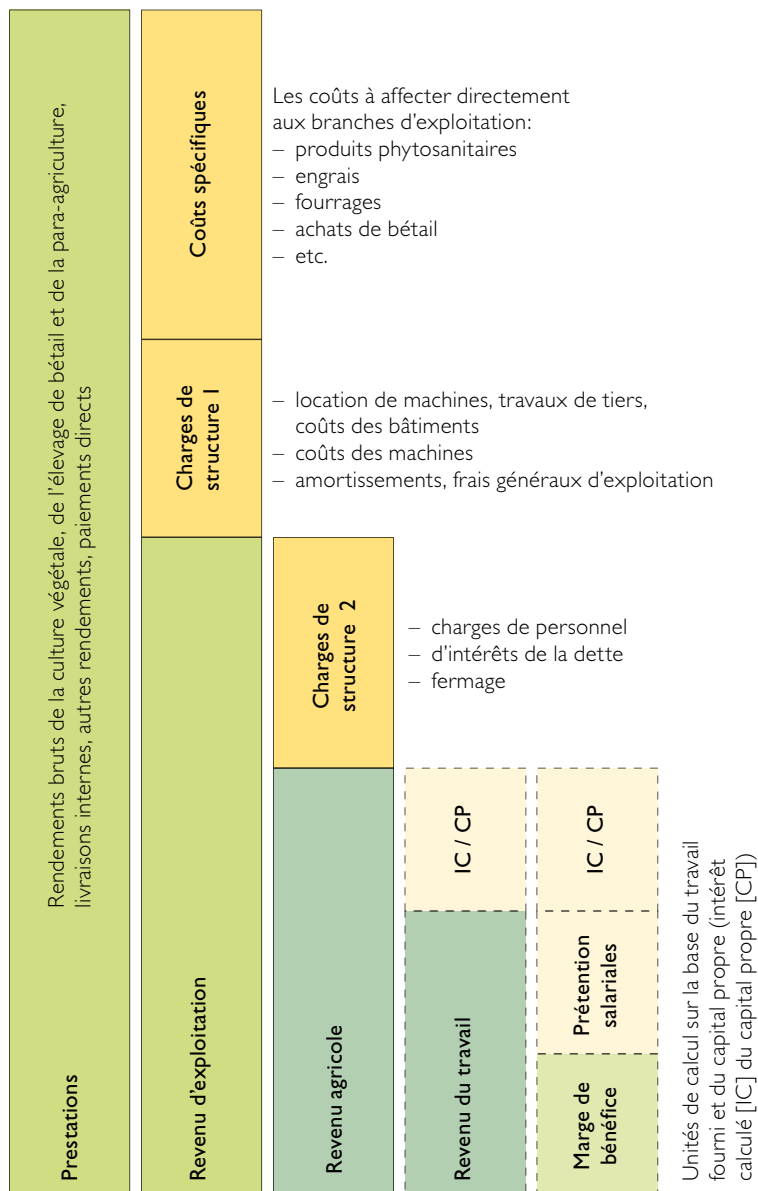 Prestations
Rendements bruts de la culture végétale, de l'élevage de bétail et de la para-agriculture,
livraisons internes, autres rendements, paiements directs
Coûts spécifiques
Les coûts à affecter directement
aux branches d'exploitation:
– produits phytosanitaires
– engrais
– fourrages
– achats de bétail
– etc.
Charges de
structure 1
– location de machines, travaux de tiers,
coûts des bâtiments
– coûts des machines
– amortissements, frais généraux d'exploitation
Revenu d'exploitation
Charges de
structure 2
– charges de personnel
– d'intérêts de la dette
– fermage
Revenu agricole
IC / CP
Revenu du travail
IC / CP
Prétention
salariales
Marge de
bénéfice
Unités de calcul sur la base du travail
fourni et du capital propre (intérêt
calculé [IC] du capital propre [CP])